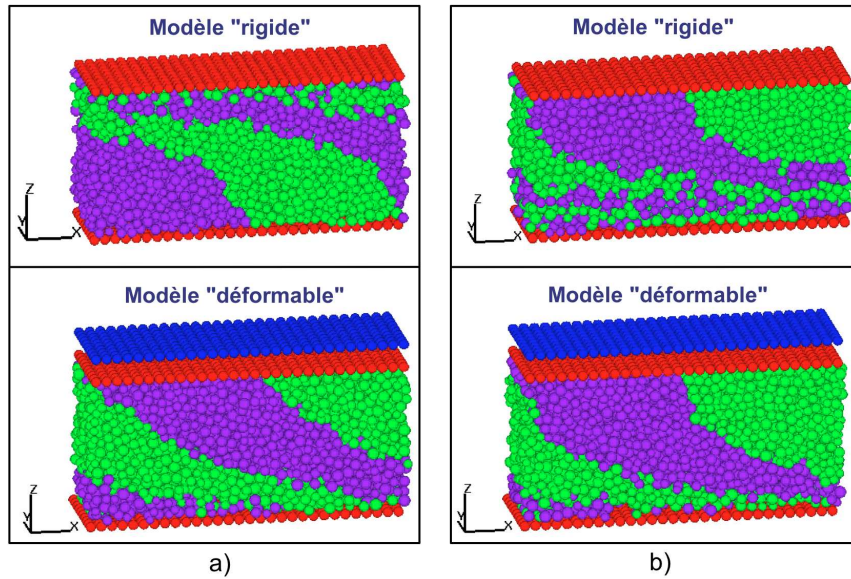 Modèle "rigide"
Z
Y
X
Modèle "déformable"
Z
Y
X
a)
Modèle "rigide"
Z
Y
X
Modèle "déformable"
Z
Y
X
b)